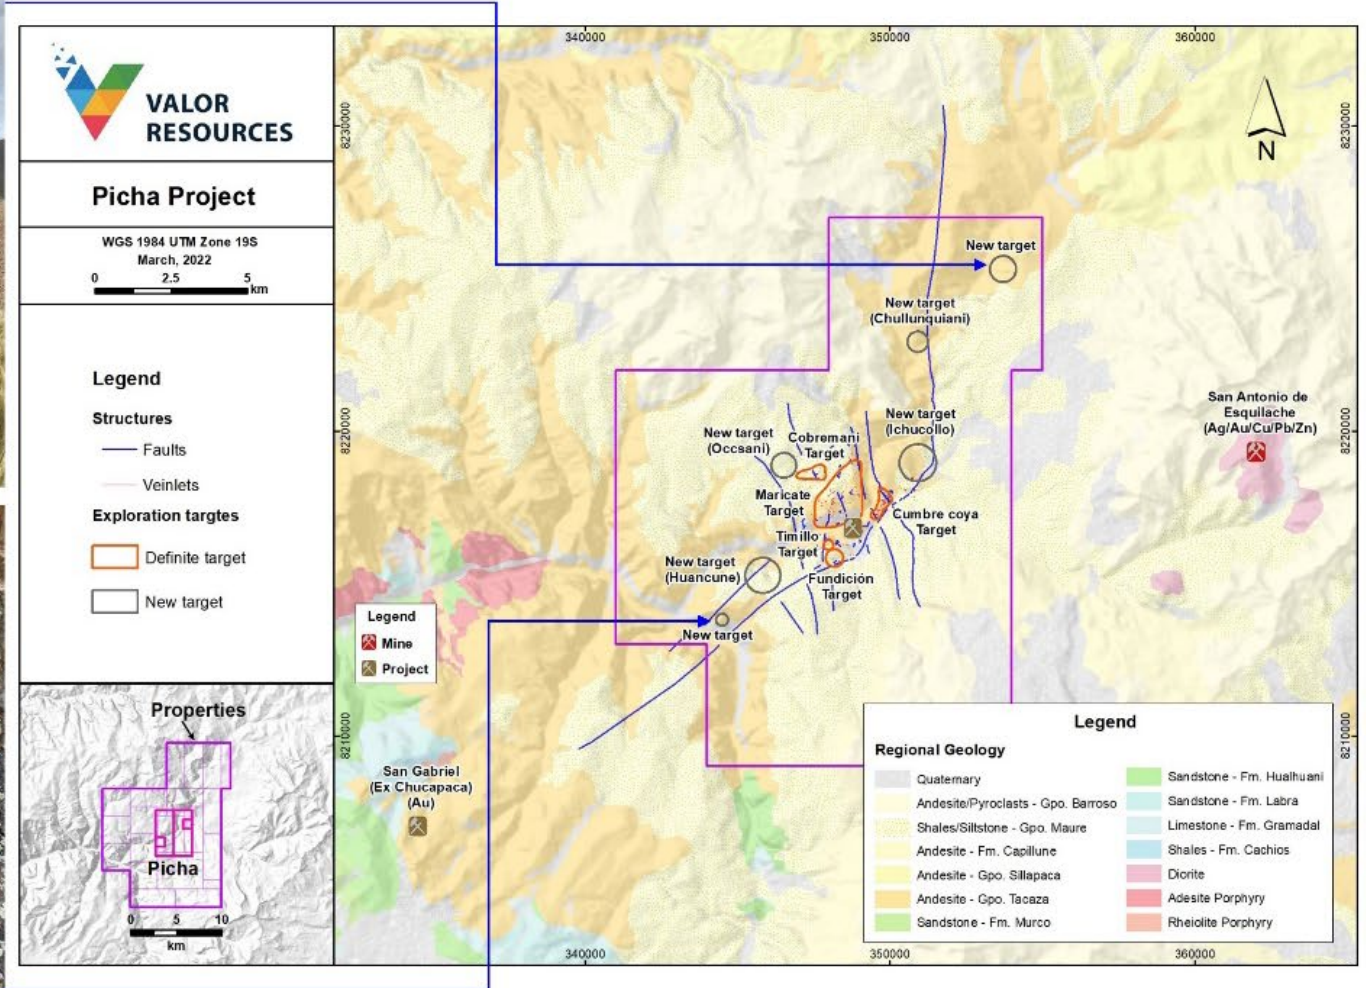 VALOR
RESOURCES
Picha Project
WGS 1984 UTM Zone 19S
March, 2022
0 2.5 5
km
Legend
Structures
Faults
Veinlets
Exploration targtes
Definite target
New target
Properties
Picha
0 5 10
km
340000 350000 360000
8230000 8230000
N
New target
New target
(Chullunquiani)
San Antonio de
Esquilache
(Ag/Au/Cu/Pb/Zn)
8220000 8220000
New target
(Ichucollo)
New target
(Occsani)
Cobremani
Target
Maricate
Target
Cumbre coya
Target
Timillo
Target
New target
(Huancune)
Fundición
Target
New target
Legend
Mine
Project
8210000 8210000
San Gabriel
(Ex Chucapaca)
(Au)
Legend
Regional Geology
Quaternary
Andesite/Pyroclasts - Gpo. Barroso
Shales/Siltstone - Gpo. Maure
Andesite - Fm. Capillune
Andesite - Gpo. Sillapaca
Andesite - Gpo. Tacaza
Sandstone - Fm. Murco
Sandstone - Fm. Hualhuani
Sandstone - Fm. Labra
Limestone - Fm. Gramadal
Shales - Fm. Cachios
Diorite
Adesite Porphyry
Rheiolite Porphyry
340000 350000 360000